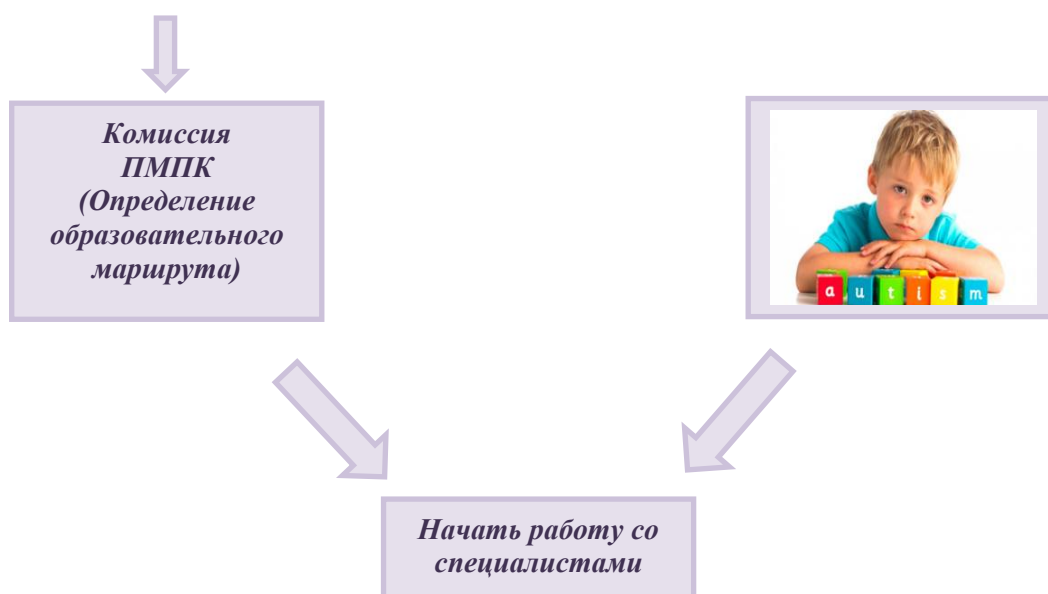 Комиссия
ПМПК
(Определение
образовательного
маршрута)
autism
Начать работу со
специалистами